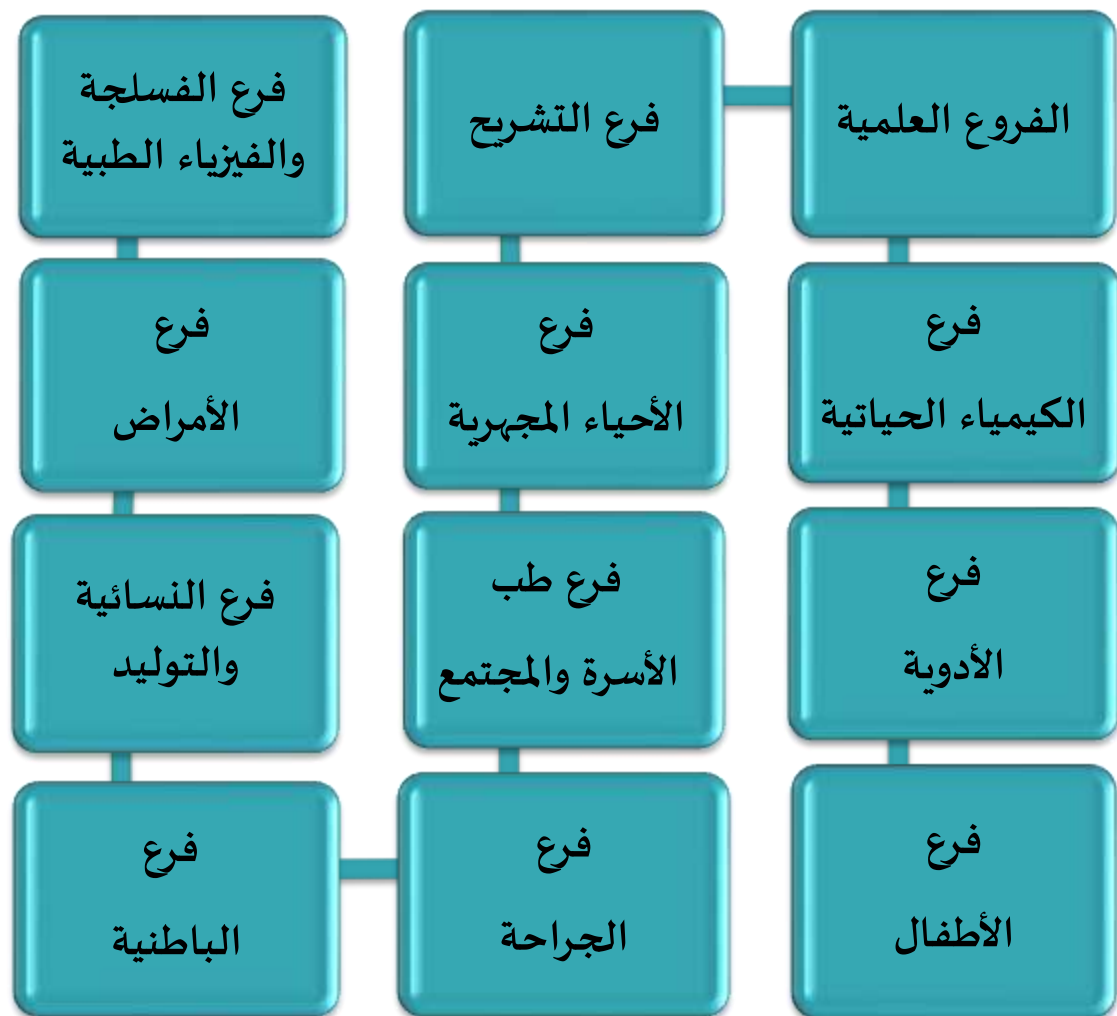 الفروع العلمية
فرع التشريح
فرع الفسلجة
والفيزياء الطبية
فرع
الكيمياء الحياتية
فرع
الأحياء المجهرية
فرع
الأمراض
فرع
الأدوية
فرع طب
الأسرة والمجتمع
فرع النسائية
والتوليد
فرع
الأطفال
فرع
الجراحة
فرع
الباطنية